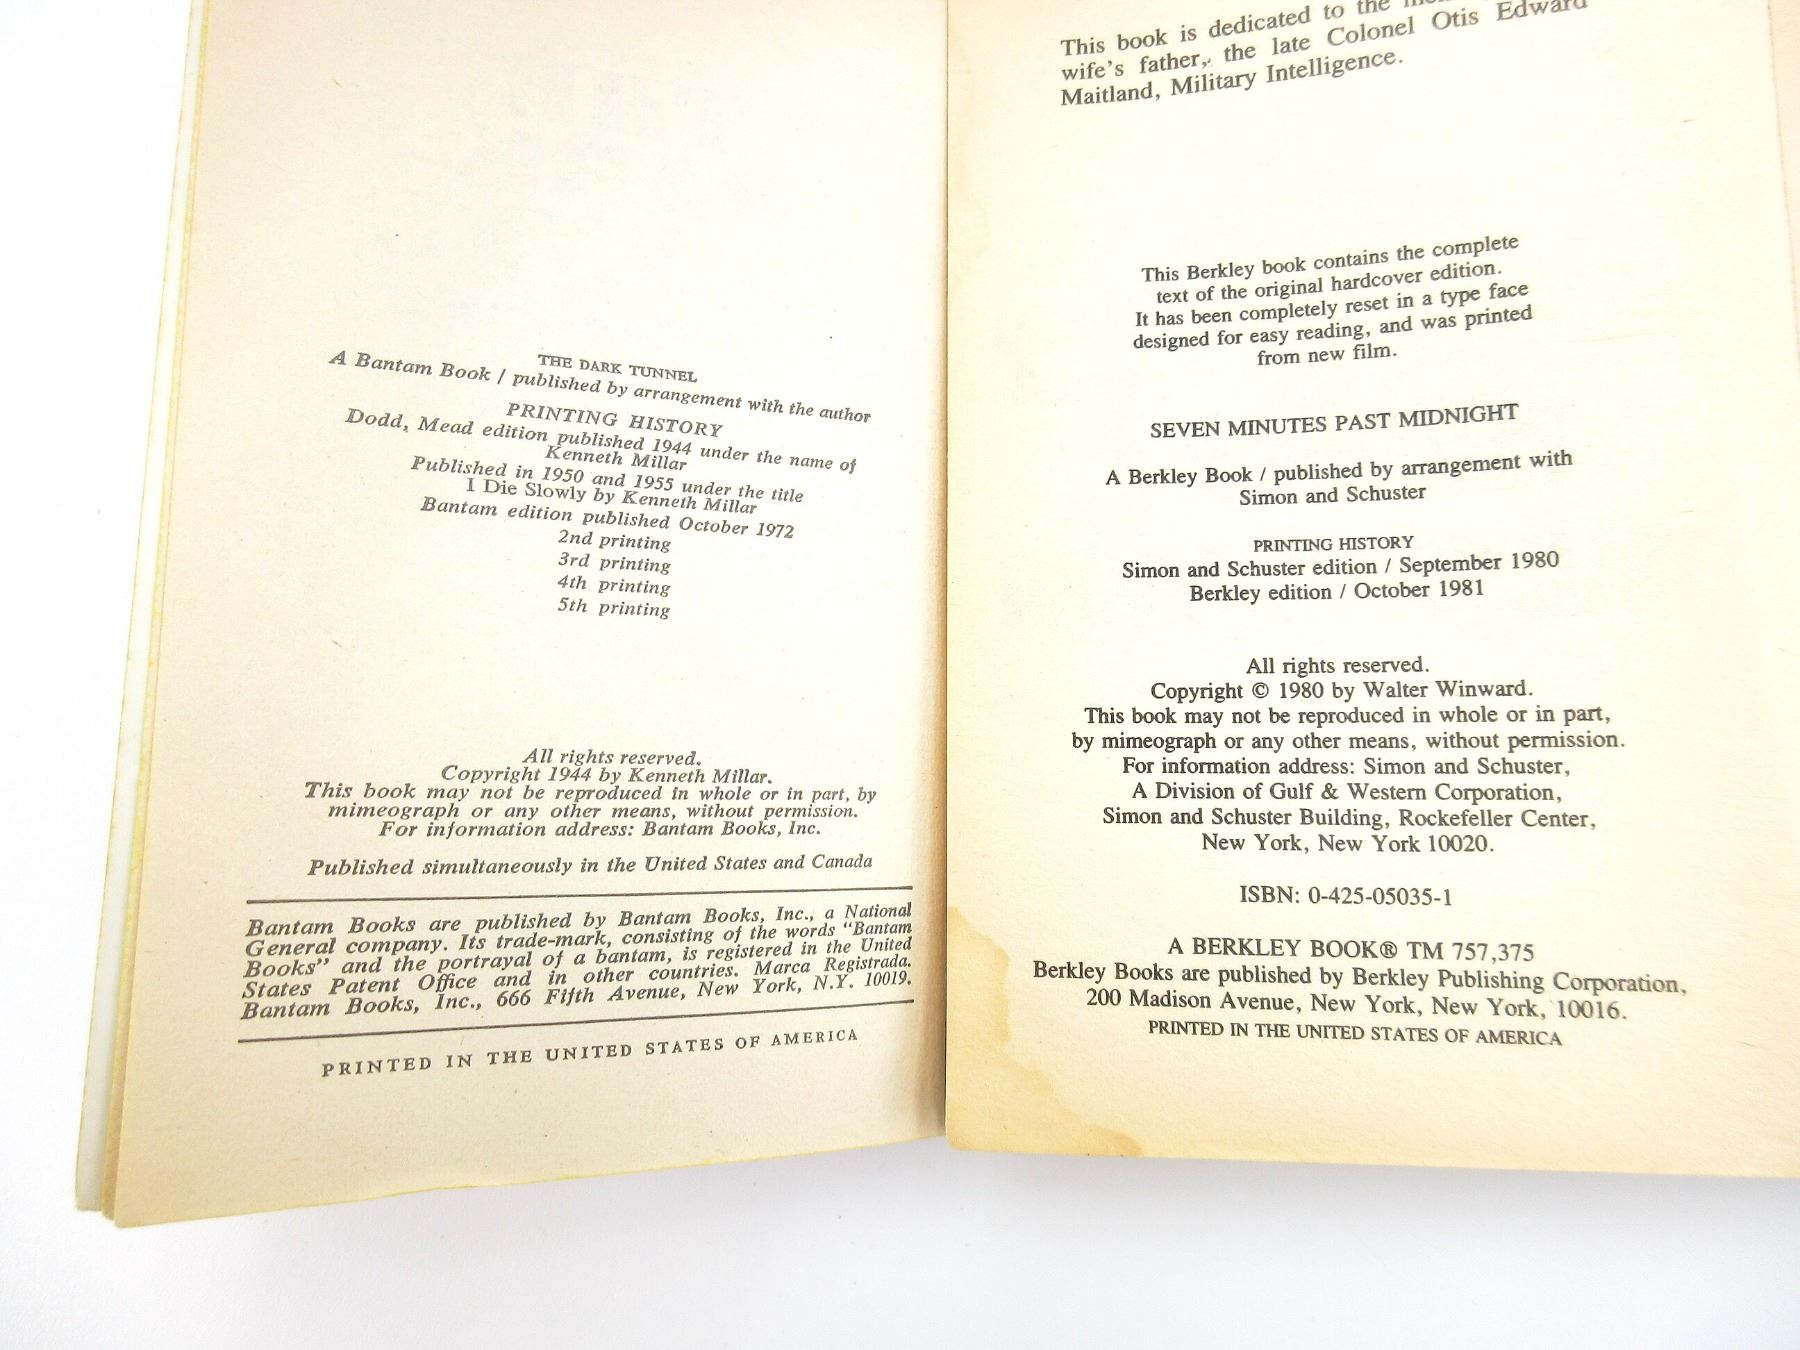 THE DARK TUNNEL
A Bantam Book / published by arrangement with the author
PRINTING HISTORY
Dodd, Mead edition published 1944 under the name of
Kenneth Millar
Published in 1950 and 1955 under the title
I Die Slowly by Kenneth Millar
Bantam edition published October 1972
2nd printing
3rd printing
4th printing
5th printing
All rights reserved.
Copyright 1944 by Kenneth Millar.
This book may not be reproduced in whole or in part, by
mimeograph or any other means, without permission.
For information address: Bantam Books, Inc.
Published simultaneously in the United States and Canada
Bantam Books are published by Bantam Books, Inc., a National
General company. Its trade-mark, consisting of the words "Bantam
Books" and the portrayal of a bantam, is registered in the United
States Patent Office and in other countries. Marca Registrada.
Bantam Books, Inc., 666 Fifth Avenue, New York, N.Y. 10019.
PRINTED IN THE UNITED STATES OF AMERICA
This book is dedicated to the
wife's father, the late Colonel Otis Edward
Maitland, Military Intelligence.
This Berkley book contains the complete
text of the original hardcover edition.
It has been completely reset in a type face
designed for easy reading, and was printed
from new film.
SEVEN MINUTES PAST MIDNIGHT
A Berkley Book / published by arrangement with
Simon and Schuster
PRINTING HISTORY
Simon and Schuster edition / September 1980
Berkley edition / October 1981
All rights reserved.
Copyright © 1980 by Walter Winward.
This book may not be reproduced in whole or in part,
by mimeograph or any other means, without permission.
For information address: Simon and Schuster,
A Division of Gulf & Western Corporation,
Simon and Schuster Building, Rockefeller Center,
New York, New York 10020.
ISBN: 0-425-05035-1
A BERKLEY BOOK® TM 757,375
Berkley Books are published by Berkley Publishing Corporation,
200 Madison Avenue, New York, New York, 10016.
PRINTED IN THE UNITED STATES OF AMERICA